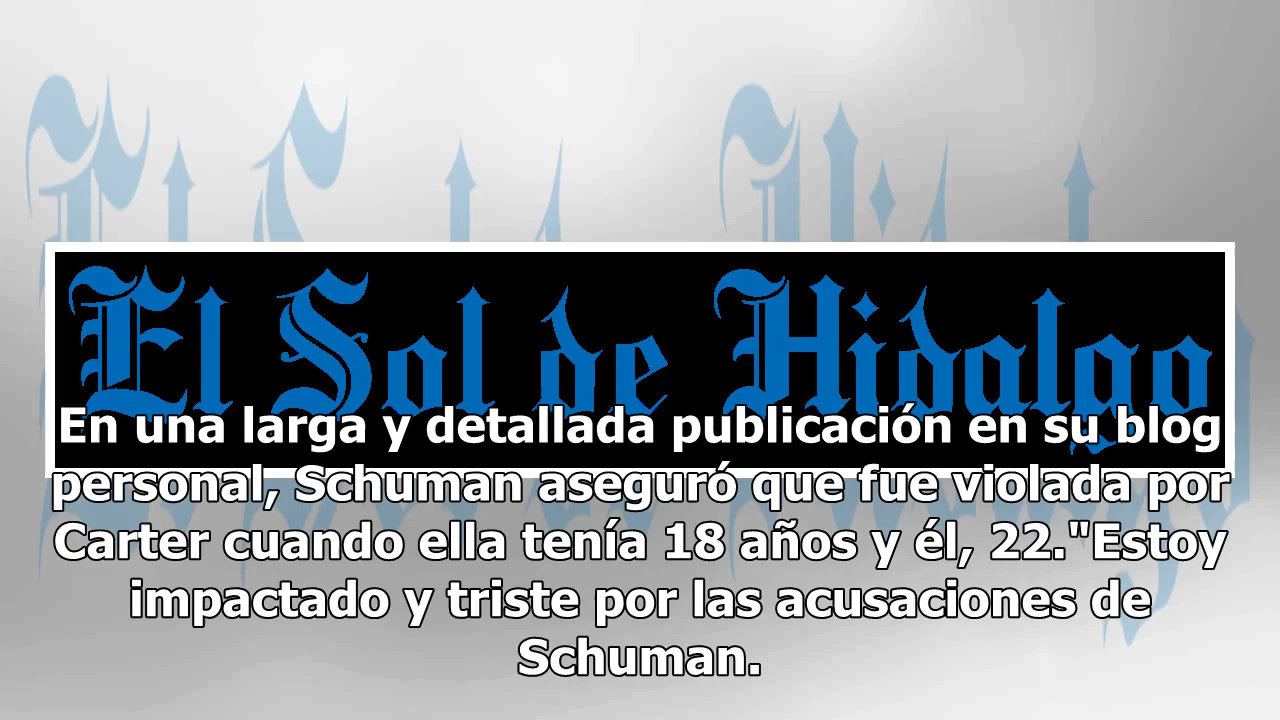 El Sol de Hidalgo
En una larga y detallada publicación en su blog
personal, Schuman aseguró que fue violada por
Carter cuando ella tenía 18 años y él, 22."Estoy
impactado y triste por las acusaciones de
Schuman.